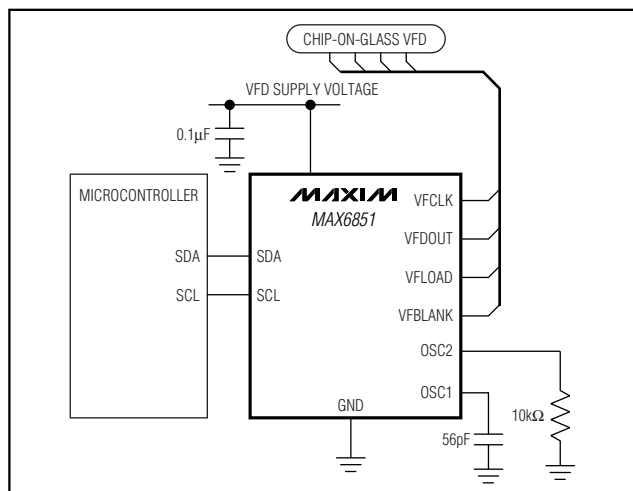 CHIP-ON-GLASS VFD
VFD SUPPLY VOLTAGE
0.1µF
MICROCONTROLLER
MAXIM
MAX6851
VFCLK
VFDOUT
SDA
SDA
VFLOAD
SCL
SCL
VFBLANK
OSC2
OSC1
GND
56pF
10kΩ